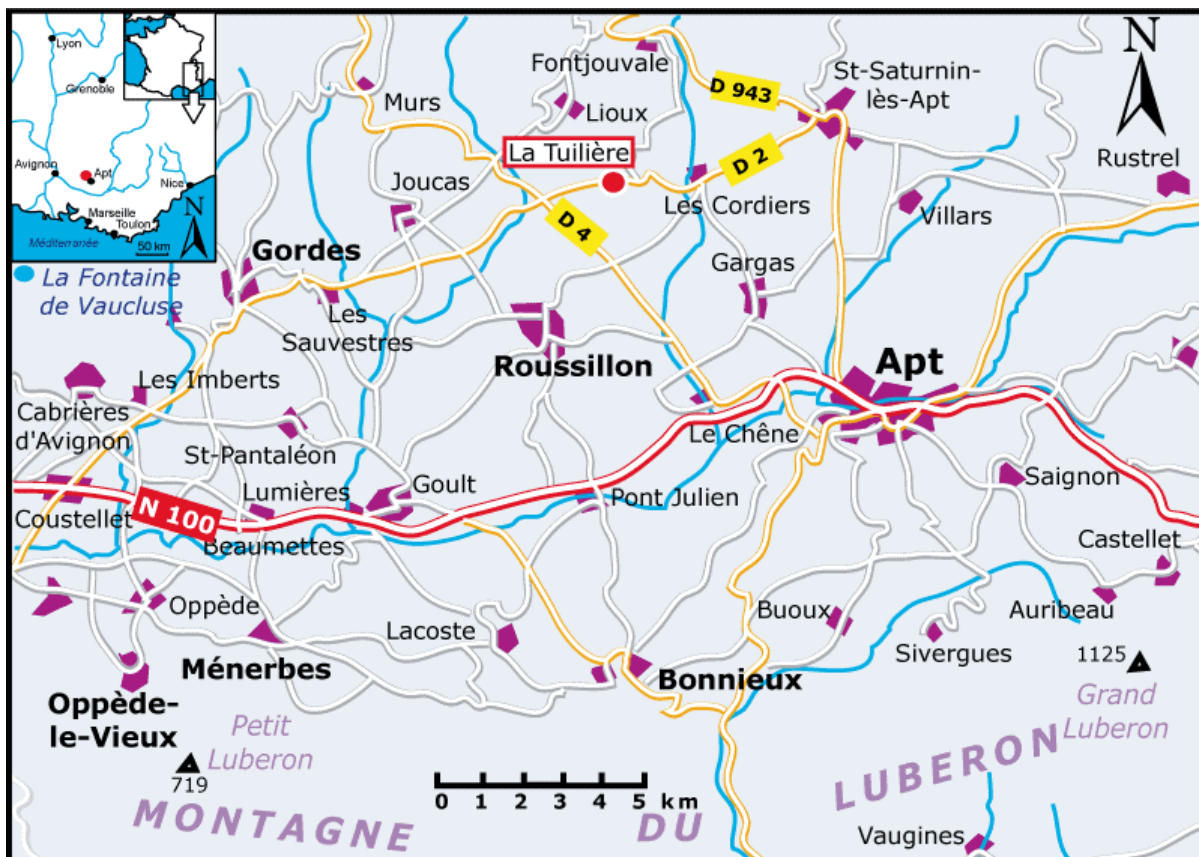 Lyon
Grenoble
Avignon
Apt
Nice
Marseille
Toulon
N
Méditerranée
50 km
Fontjouvale
St-Saturnin-
lès-Apt
N
D 943
Murs
Lioux
La Tuilière
D 2
Rustrel
Joucas
Les Cordiers
Villars
D 4
Gordes
Gargas
La Fontaine
de Vaucluse
Les
Sauvestres
Roussillon
Apt
Les Imberts
Cabrières
d'Avignon
St-Pantaléon
Le Chêne
Lumières
Goult
Pont Julien
Saignon
Coustellet
N 100
Beaumettes
Castellet
Oppède
Lacoste
Buoux
Auribeau
Sivergues
Ménerbes
Bonnieux
1125
Oppède-
le-Vieux
Petit
Luberon
Grand
Luberon
719
0 1 2 3 4 5 km
MONTAGNE
DU
LUBERON
Vaugines